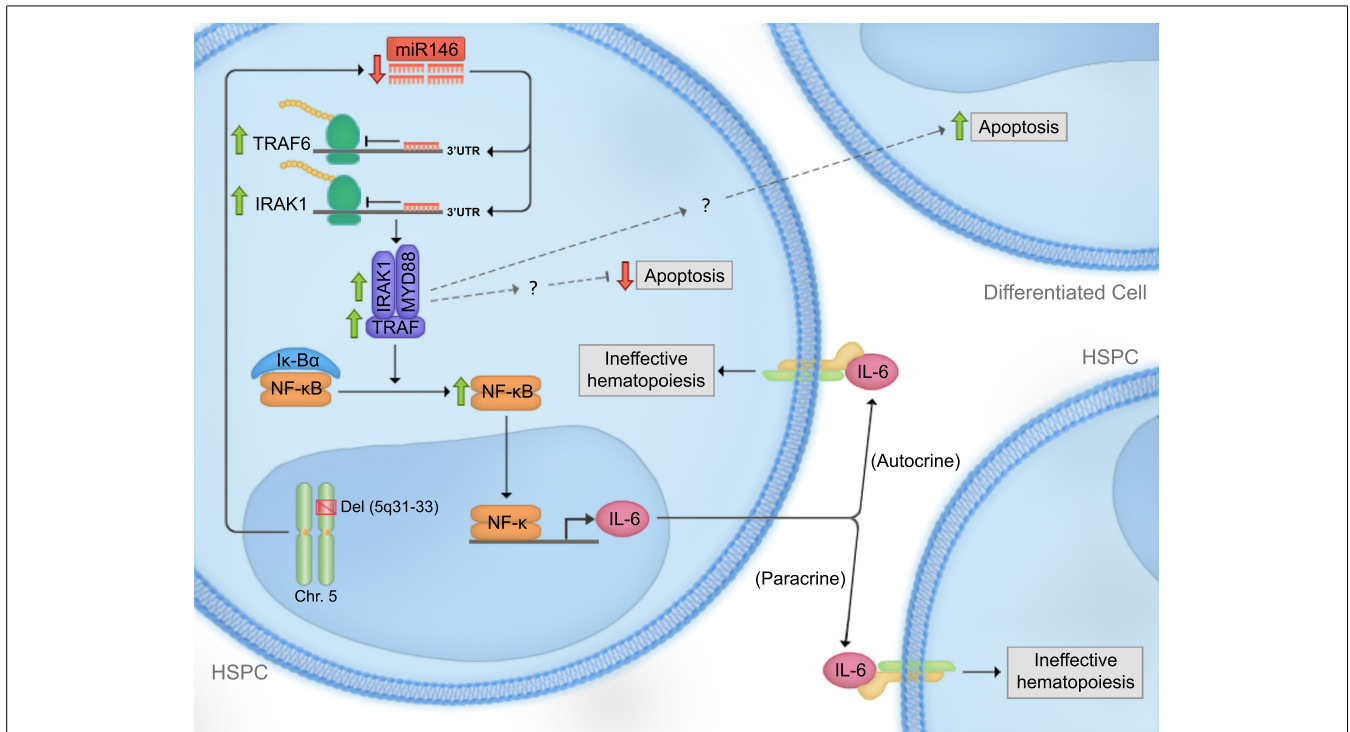 miR146
TRAF6
3'UTR
IRAK1
3'UTR
IRAK1
MYD88
TRAF
?
Apoptosis
?
Apoptosis
Differentiated Cell
HSPC
Iκ-Bα
NF-κB
NF-κB
Ineffective
hematopoiesis
IL-6
(Autocrine)
Del (5q31-33)
Chr. 5
NF-κ
IL-6
(Paracrine)
HSPC
IL-6
Ineffective
hematopoiesis